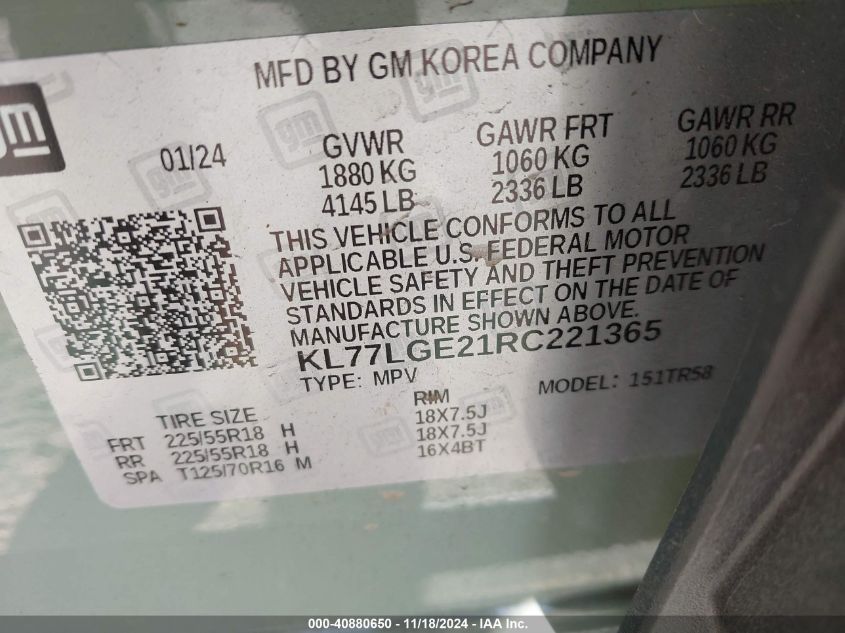 MFD BY GM KOREA COMPANY
gm
01/24 GVWR GAWR FRT GAWR RR
1880 KG 1060 KG 1060 KG
4145 LB 2336 LB 2336 LB
THIS VEHICLE CONFORMS TO ALL
APPLICABLE U.S. FEDERAL MOTOR
VEHICLE SAFETY AND THEFT PREVENTION
STANDARDS IN EFFECT ON THE DATE OF
MANUFACTURE SHOWN ABOVE.
KL77LGE21RC221365
TYPE: MPV MODEL: 151TR58
TIRE SIZE RIM
FRT 225/55R18 H 18X7.5J
RR 225/55R18 H 18X7.5J
SPA T125/70R16 M 16X4BT
000-40880650 - 11/18/2024 - IAA Inc.